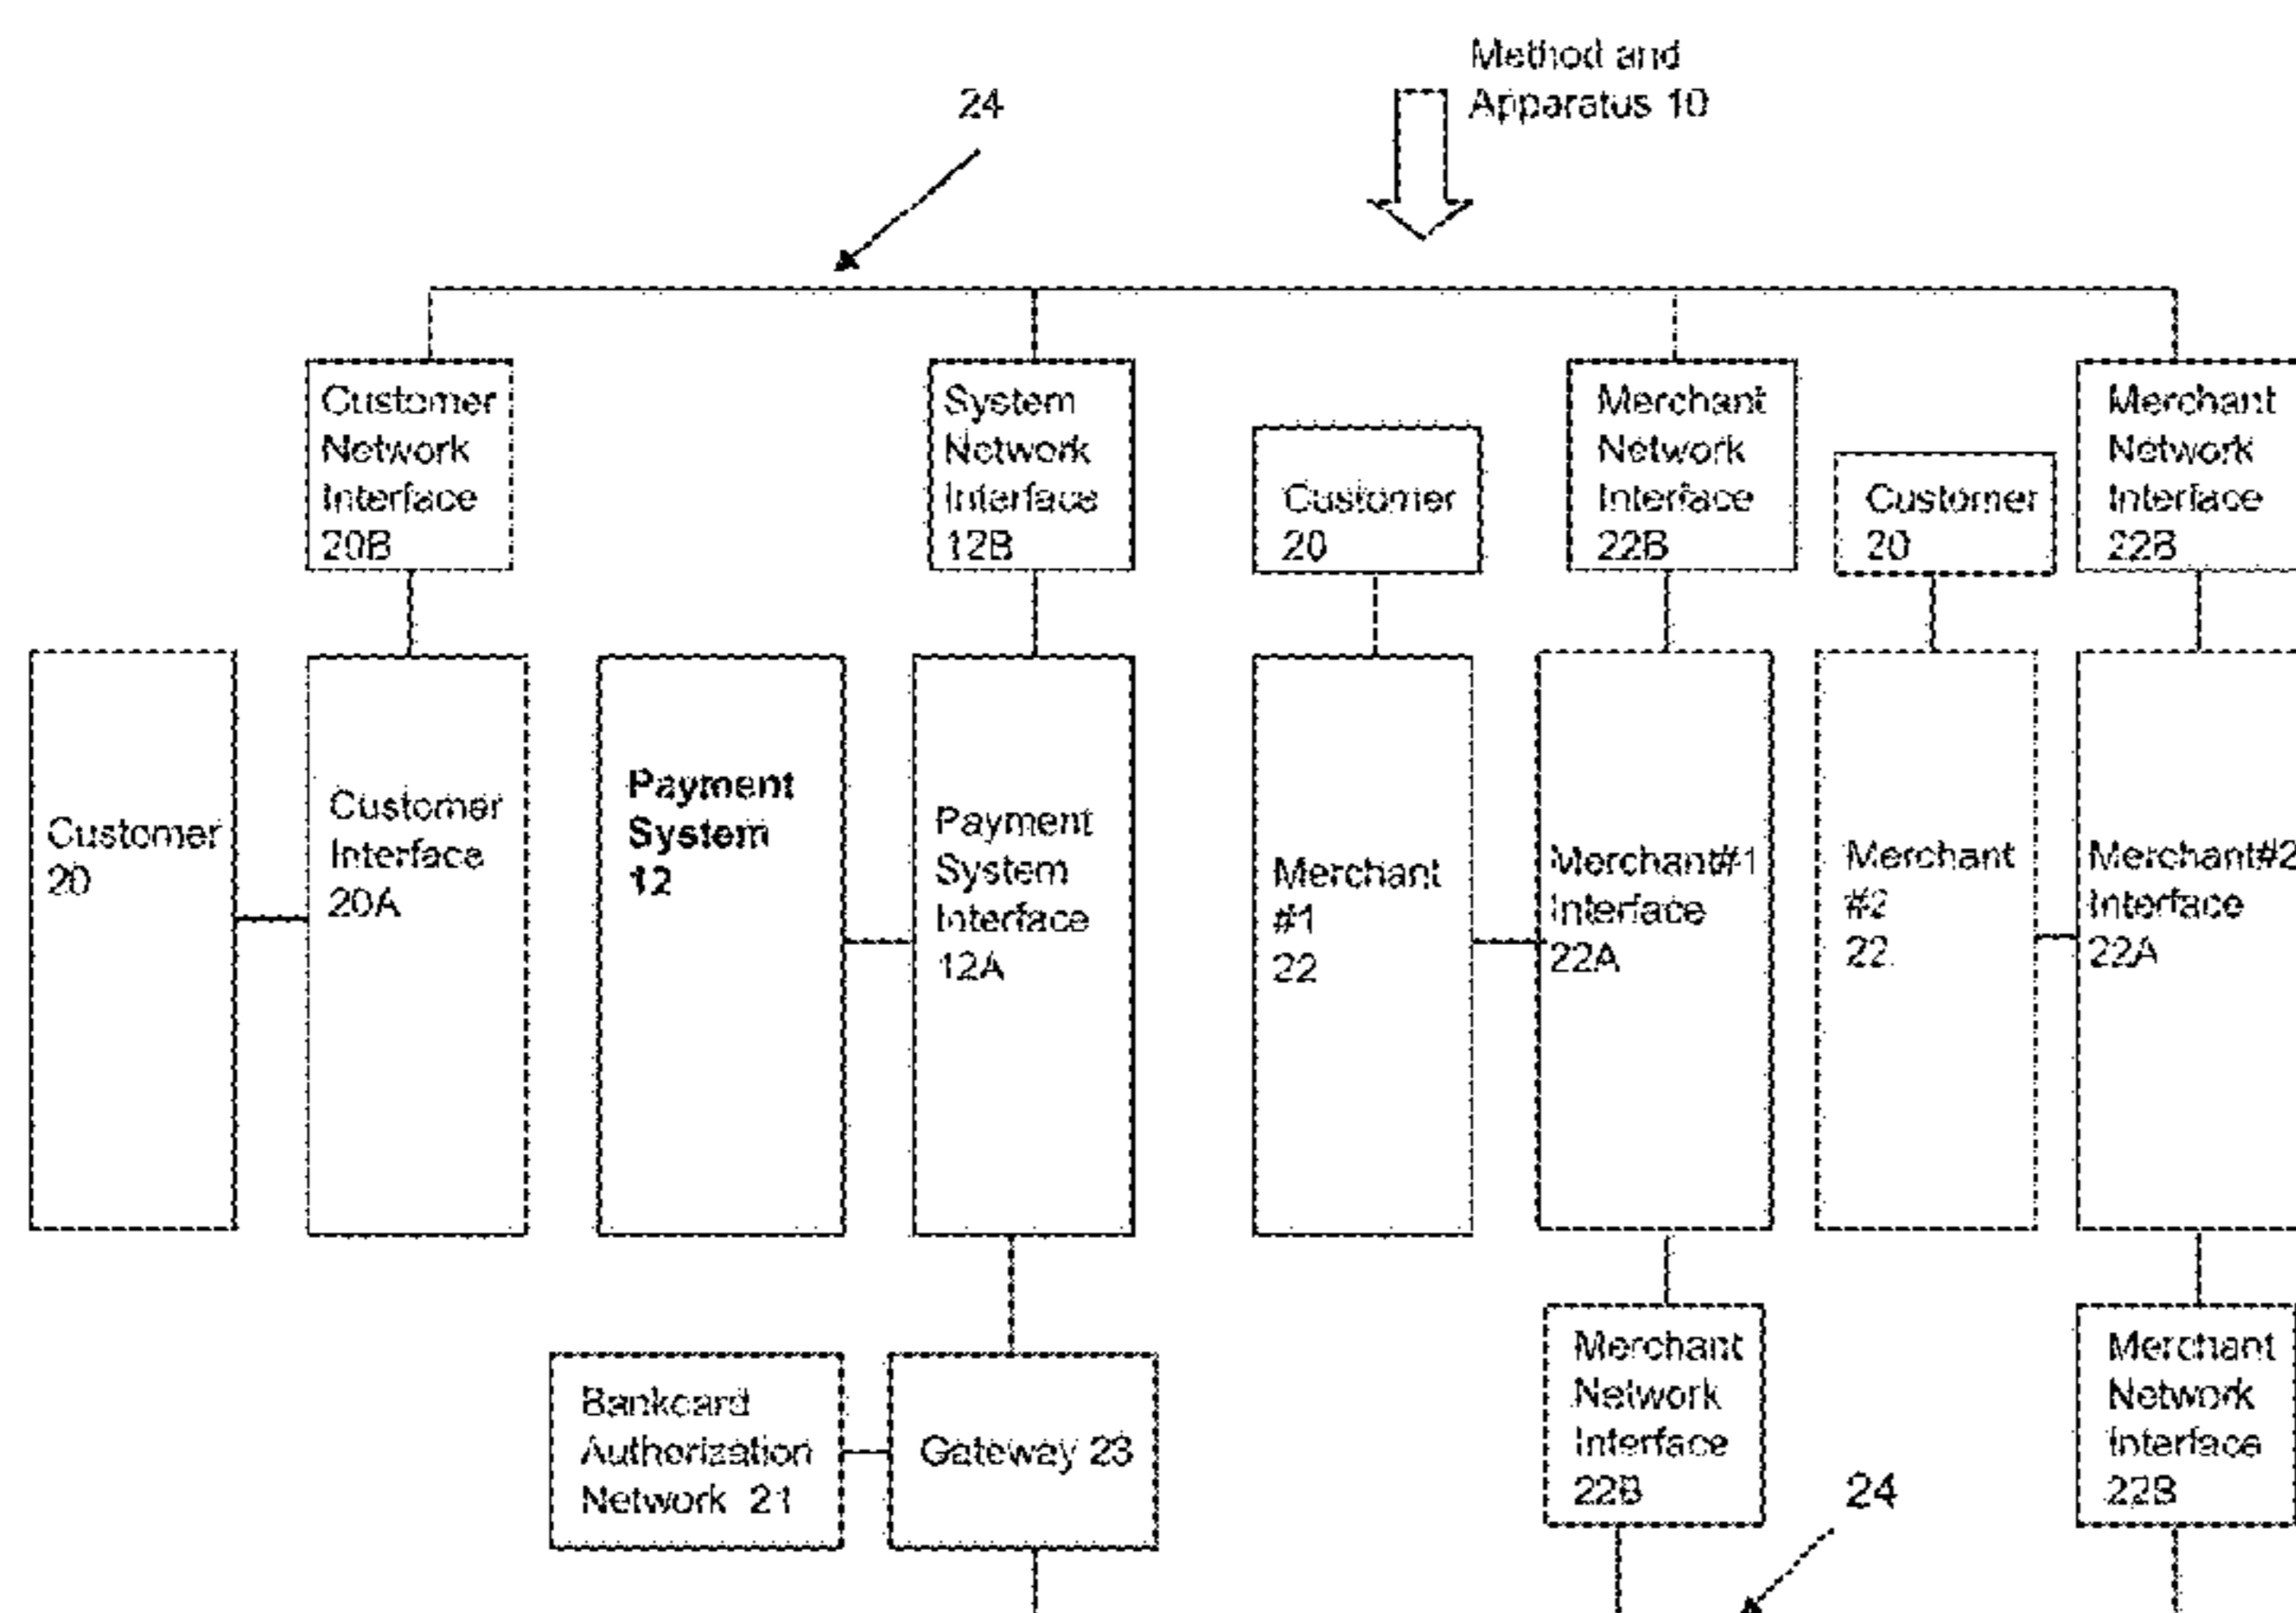 Method and
Apparatus 10
24
Customer
Network
Interface
20B
System
Network
Interface
12B
Customer
20
Merchant
Network
Interface
22B
Customer
20
Merchant
Network
Interface
22B
Customer
20
Customer
Interface
20A
Payment
System
12
Payment
System
Interface
12A
Merchant
#1
22
Merchant#1
Interface
22A
Merchant
#2
22
Merchant#2
Interface
22A
Bankcard
Authorization
Network 21
Gateway 23
Merchant
Network
Interface
22B
24
Merchant
Network
Interface
22B